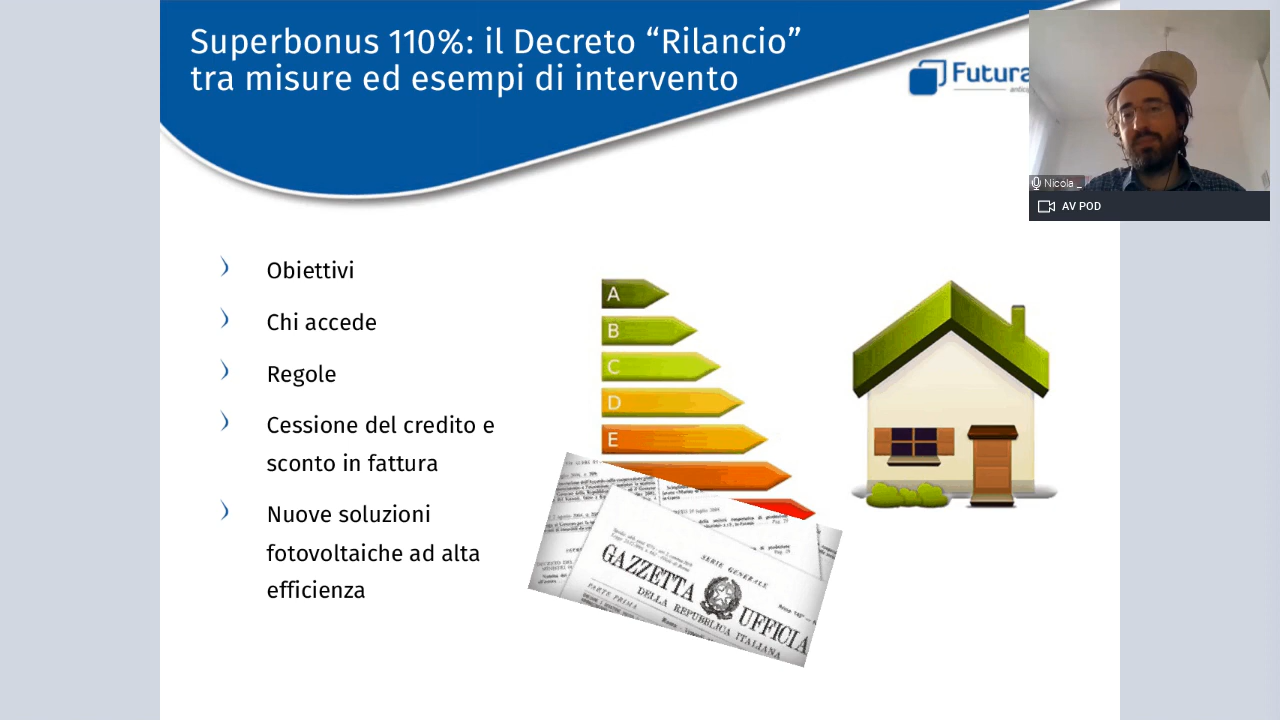 Superbonus 110%: il Decreto “Rilancio”
tra misure ed esempi di intervento
Futura
Nicola _
AV POD
Obiettivi
Chi accede
Regole
Cessione del credito e
sconto in fattura
Nuove soluzioni
fotovoltaiche ad alta
efficienza
A
B
C
D
E
SERIE GENERALE
GAZZETTA UFFICIA
DELLA REPUBBLICA ITALIANA
PARTE PRIMA